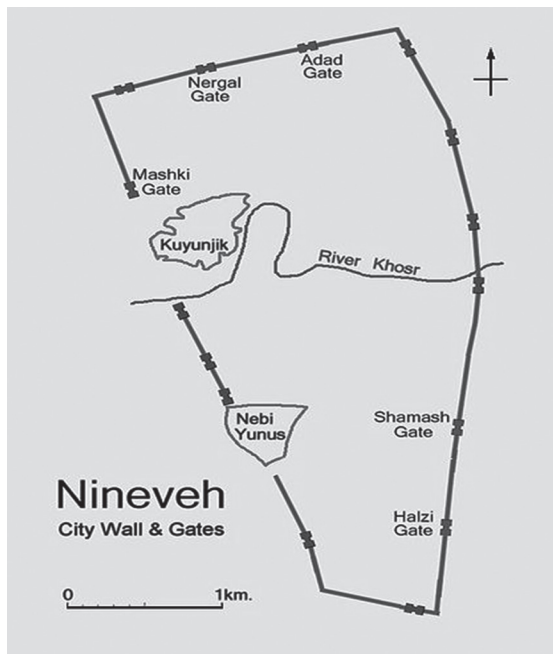 Adad
Gate
Nergal
Gate
Mashki
Gate
Kuyunjik
River Khosr
Shamash
Gate
Nebi
Yunus
Halzi
Gate
Nineveh
City Wall & Gates
0 1km.